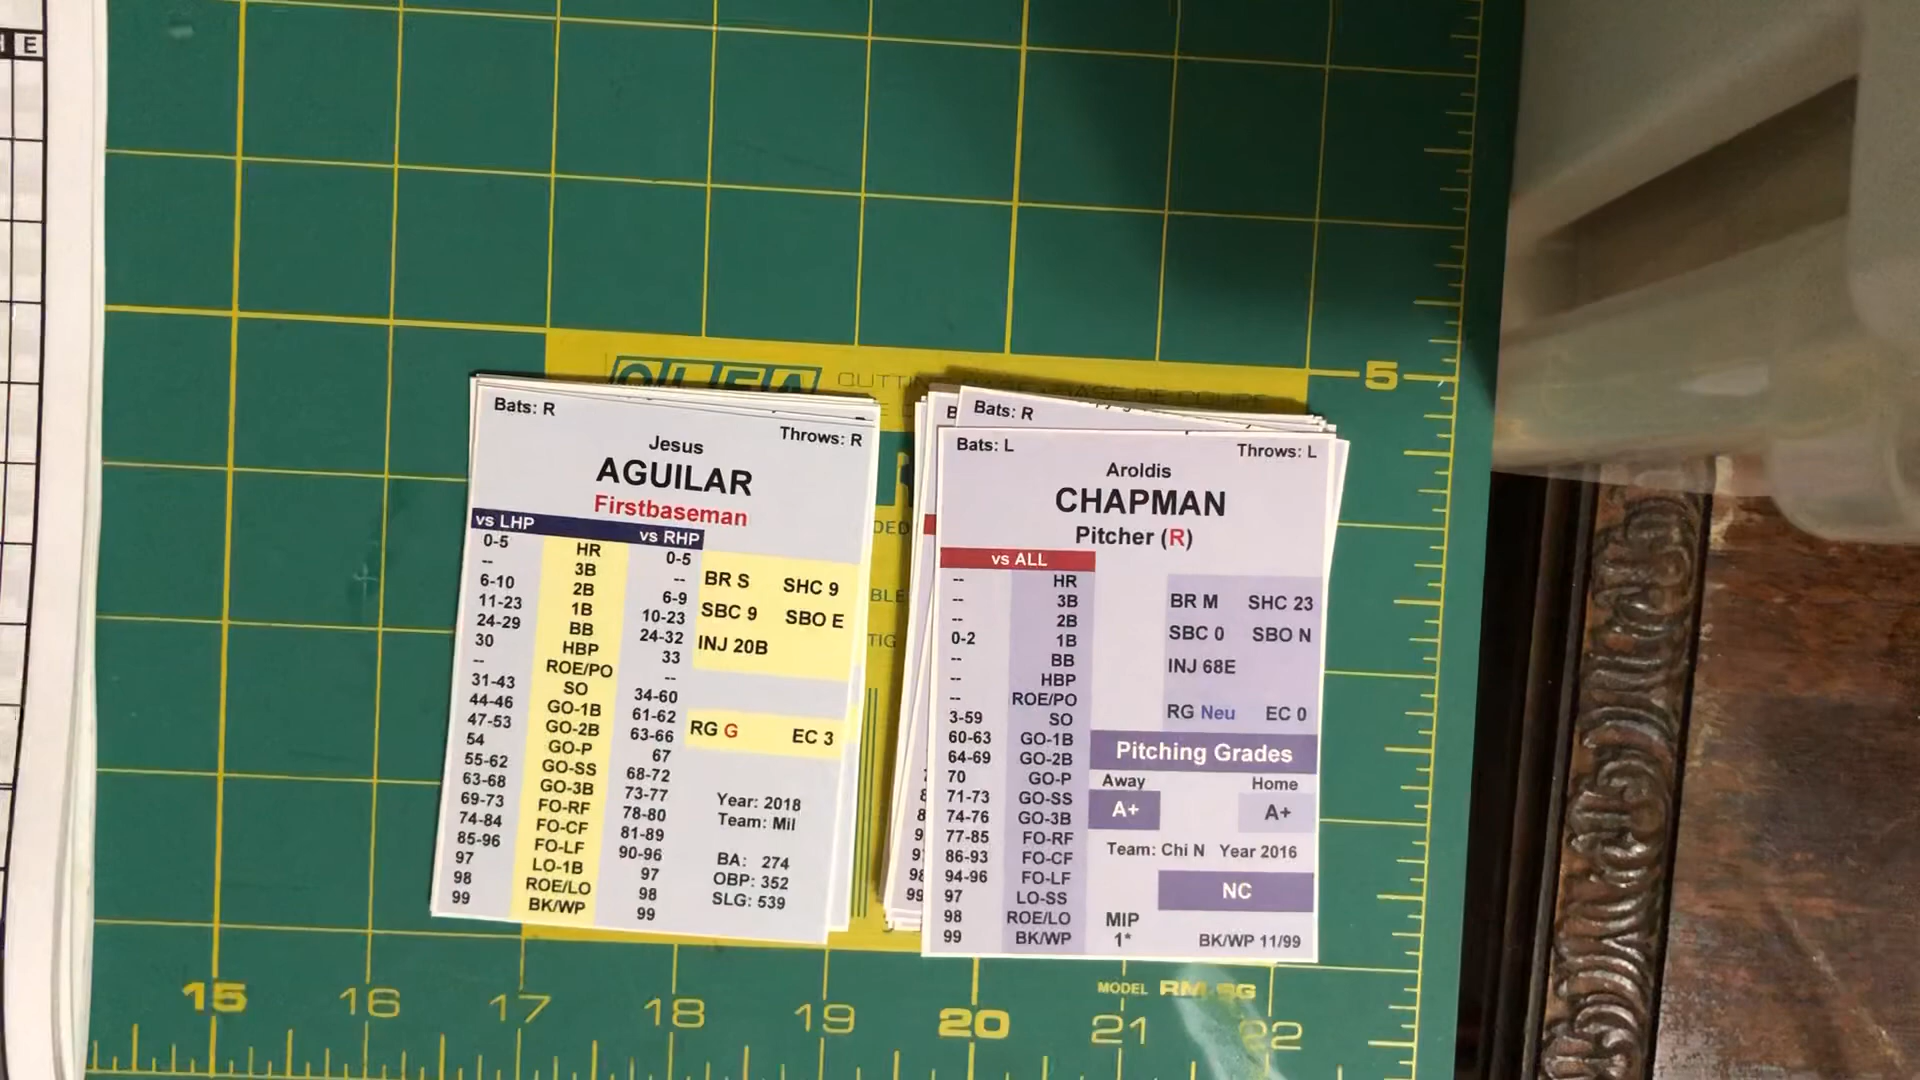 E
5
OLFA
CUTTIN
ASE DE COUPE
Bats: R
Throws: R
Jesus
AGUILAR
Firstbaseman
vs LHP vs RHP
0-5 HR 0-5
-- 3B --
6-10 2B 6-9
11-23 1B 10-23
24-29 BB 24-32
30 HBP 33
-- ROE/PO --
31-43 SO 34-60
44-46 GO-1B 61-62
47-53 GO-2B 63-66
54 GO-P 67
55-62 GO-SS 68-72
63-68 GO-3B 73-77
69-73 FO-RF 78-80
74-84 FO-CF 81-89
85-96 FO-LF 90-96
97 LO-1B 97
98 ROE/LO 98
99 BK/WP 99
BR S SHC 9
SBC 9 SBO E
INJ 20B
RG G EC 3
Year: 2018
Team: Mil
BA: 274
OBP: 352
SLG: 539
DED
BLE
TIG
B
Bats: R
Bats: L
Throws: L
Aroldis
CHAPMAN
Pitcher (R)
vs ALL
-- HR
-- 3B
-- 2B
0-2 1B
-- BB
-- HBP
-- ROE/PO
3-59 SO
60-63 GO-1B
64-69 GO-2B
70 GO-P
71-73 GO-SS
74-76 GO-3B
77-85 FO-RF
86-93 FO-CF
94-96 FO-LF
97 LO-SS
98 ROE/LO
99 BK/WP
BR M SHC 23
SBC 0 SBO N
INJ 68E
RG Neu EC 0
Pitching Grades
Away Home
A+ A+
Team: Chi N Year 2016
NC
MIP
1*
BK/WP 11/99
MODEL RM-SG
15 16 17 18 19 20 21 22